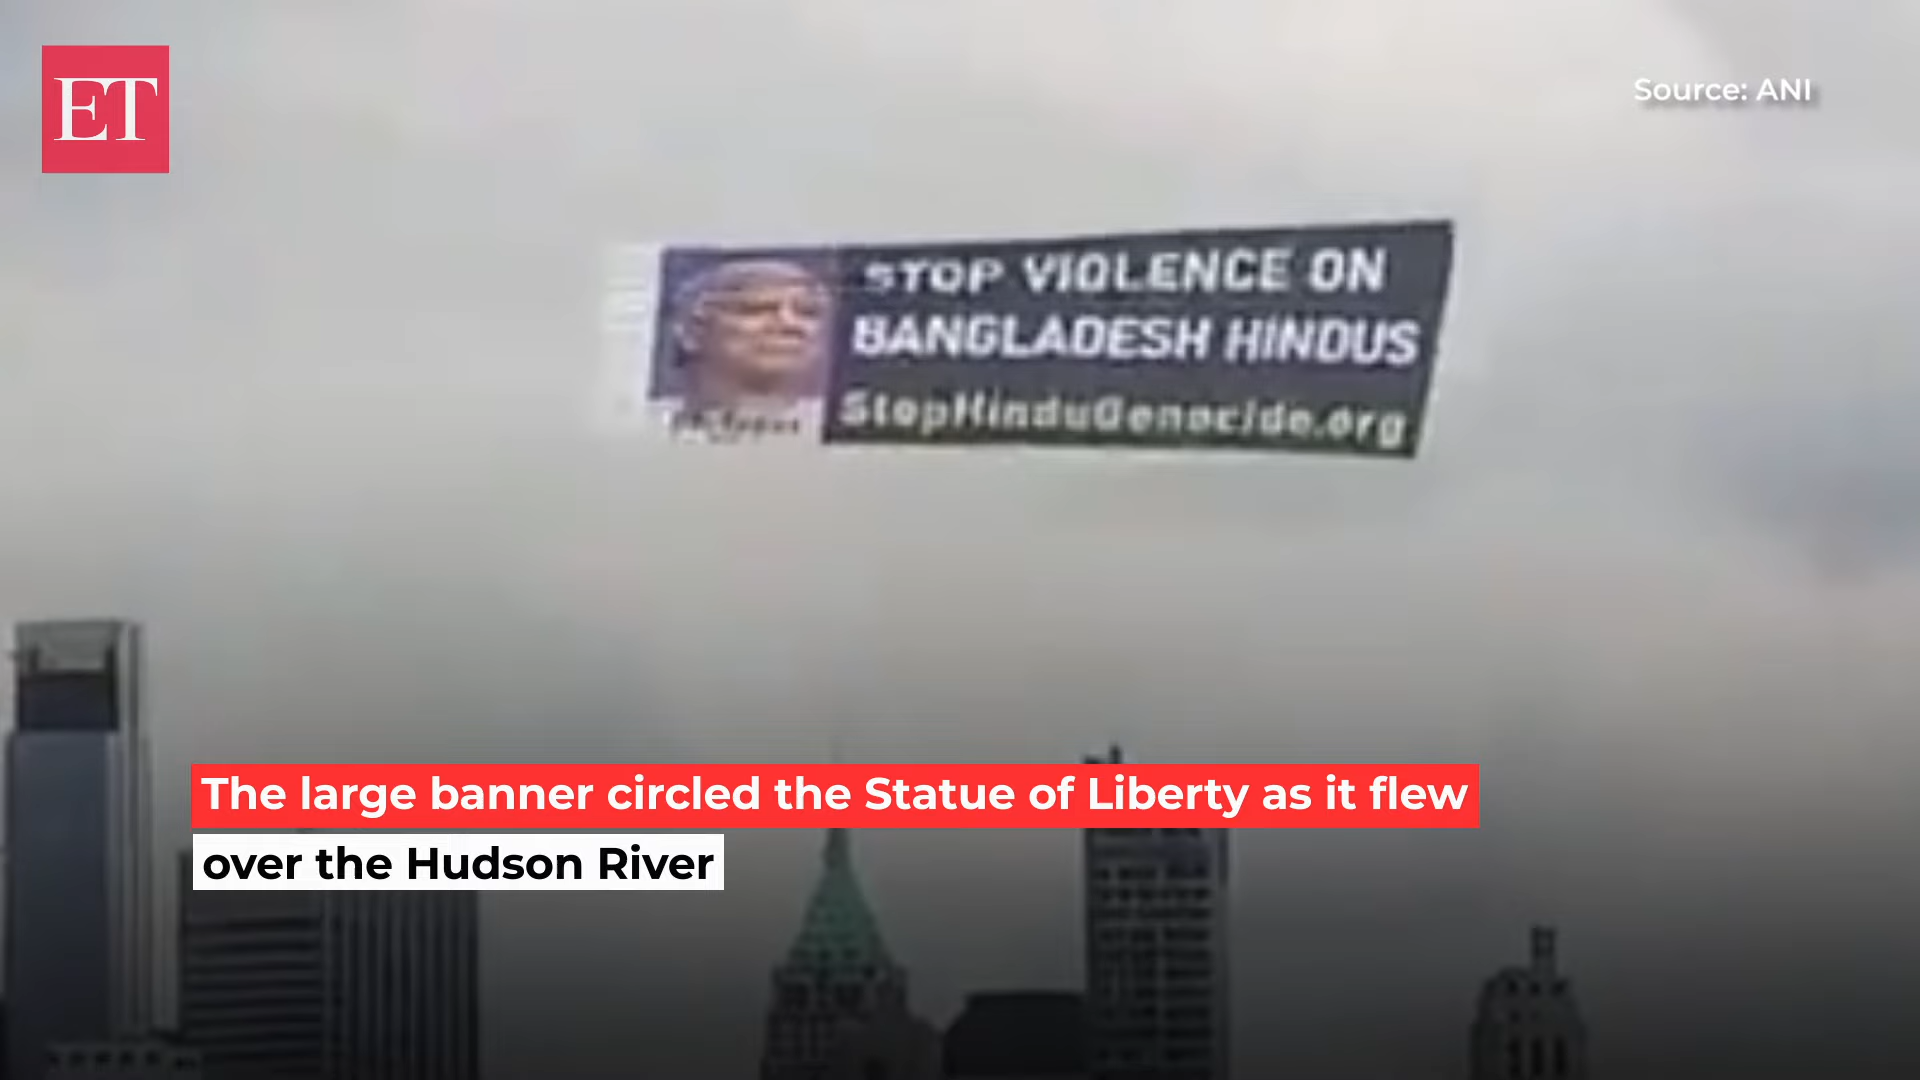 ET
Source: ANI
STOP VIOLENCE ON
BANGLADESH HINDUS
StopHinduGenocide.org
The large banner circled the Statue of Liberty as it flew
over the Hudson River